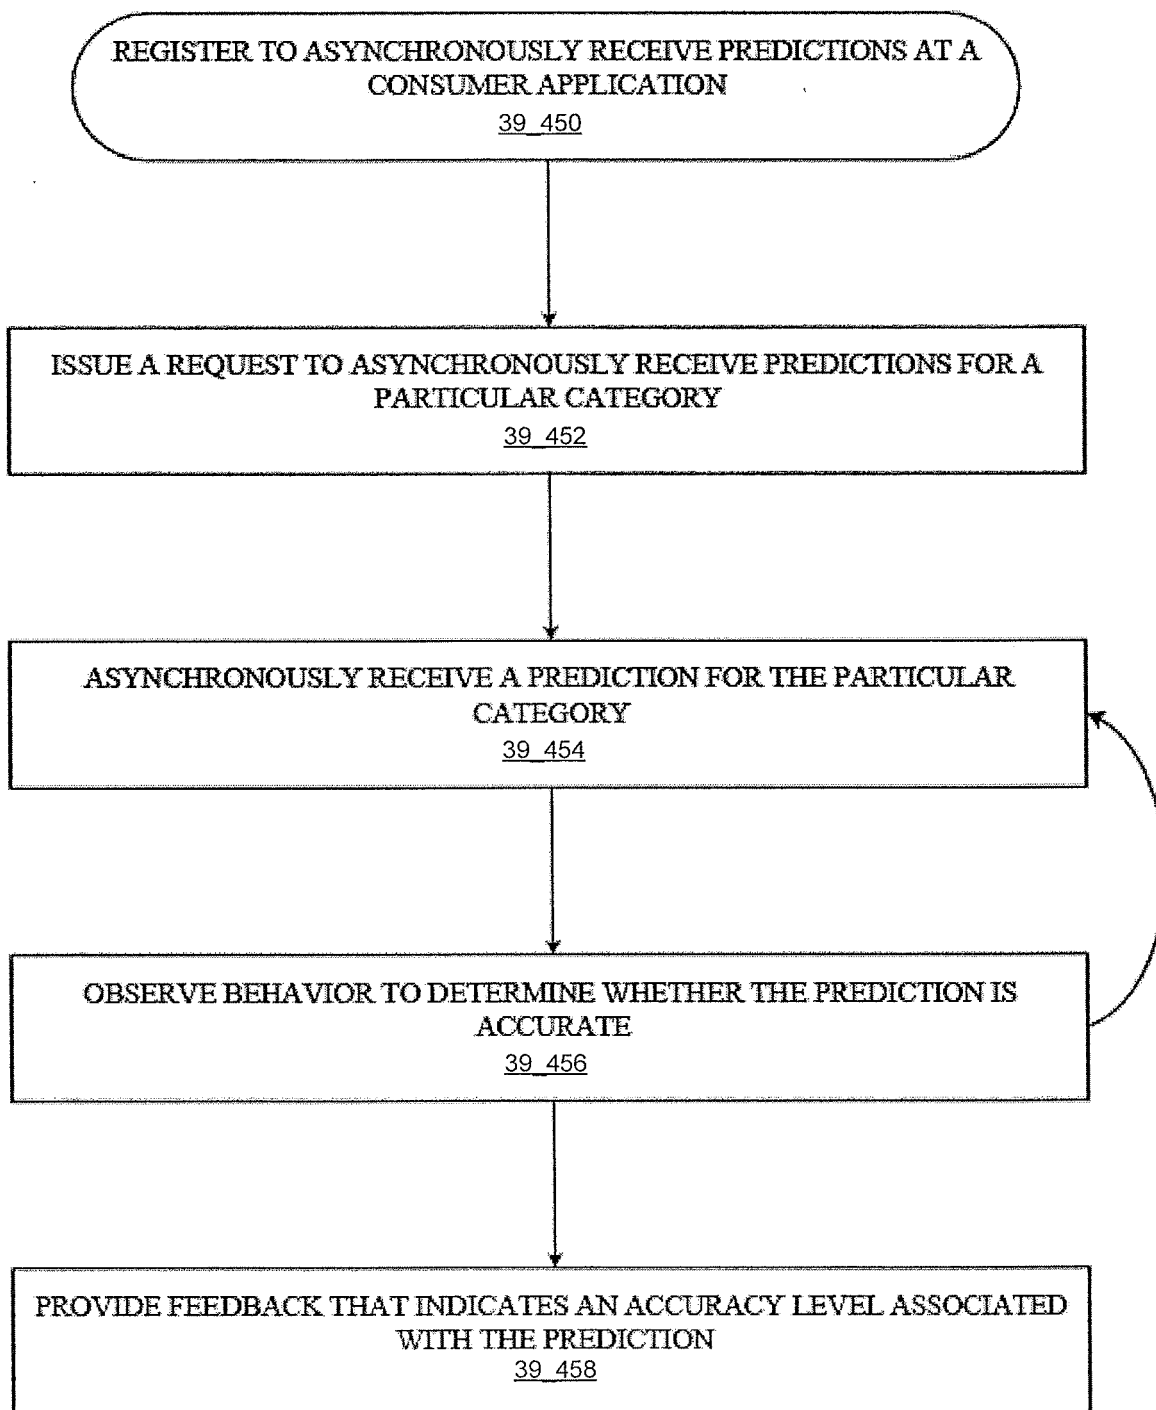 REGISTER TO ASYNCHRONOUSLY RECEIVE PREDICTIONS AT A
CONSUMER APPLICATION
39_450
ISSUE A REQUEST TO ASYNCHRONOUSLY RECEIVE PREDICTIONS FOR A
PARTICULAR CATEGORY
39_452
ASYNCHRONOUSLY RECEIVE A PREDICTION FOR THE PARTICULAR
CATEGORY
39_454
OBSERVE BEHAVIOR TO DETERMINE WHETHER THE PREDICTION IS
ACCURATE
39_456
PROVIDE FEEDBACK THAT INDICATES AN ACCURACY LEVEL ASSOCIATED
WITH THE PREDICTION
39_458